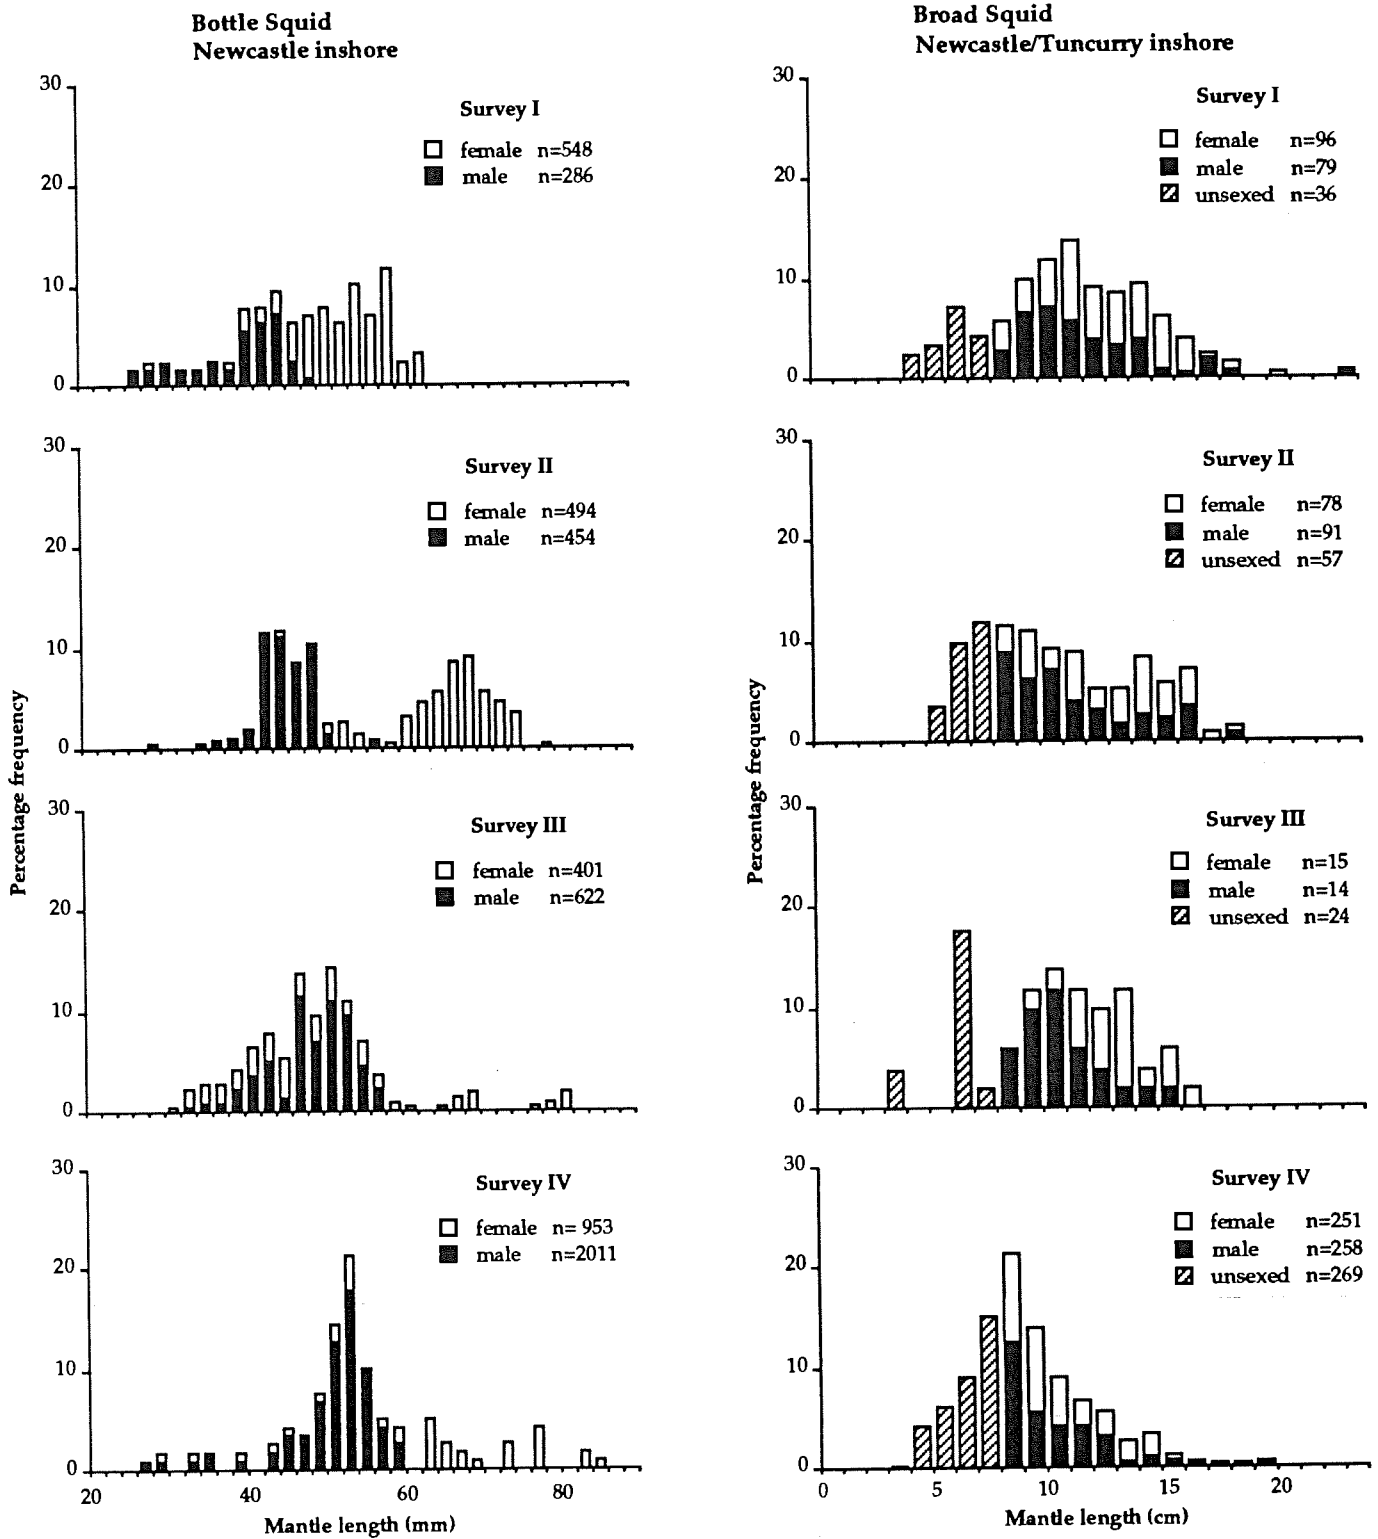 Bottle Squid
Newcastle inshore
30
20
10
0
Survey I
female n=548
male n=286
30
20
10
0
Survey II
female n=494
male n=454
30
20
10
0
Survey III
female n=401
male n=622
30
20
10
0
Survey IV
female n= 953
male n=2011
20 40 60 80
Mantle length (mm)
Percentage frequency
Broad Squid
Newcastle/Tuncurry inshore
30
20
10
0
Survey I
female n=96
male n=79
unsexed n=36
30
20
10
0
Survey II
female n=78
male n=91
unsexed n=57
30
20
10
0
Survey III
female n=15
male n=14
unsexed n=24
30
20
10
0
Survey IV
female n=251
male n=258
unsexed n=269
0 5 10 15 20
Mantle length (cm)
Percentage frequency